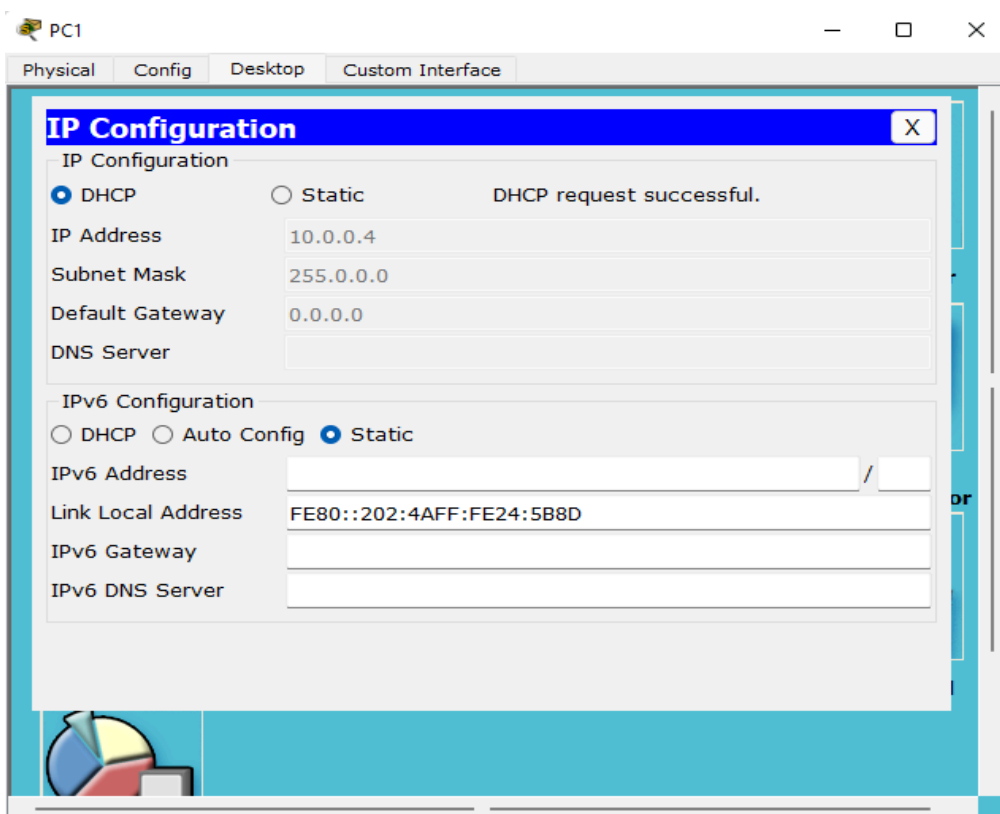 PC1
Physical Config Desktop Custom Interface
IP Configuration X
IP Configuration
DHCP Static DHCP request successful.
IP Address 10.0.0.4
Subnet Mask 255.0.0.0
Default Gateway 0.0.0.0
DNS Server
IPv6 Configuration
DHCP Auto Config Static
IPv6 Address /
Link Local Address FE80::202:4AFF:FE24:5B8D
IPv6 Gateway
IPv6 DNS Server
or